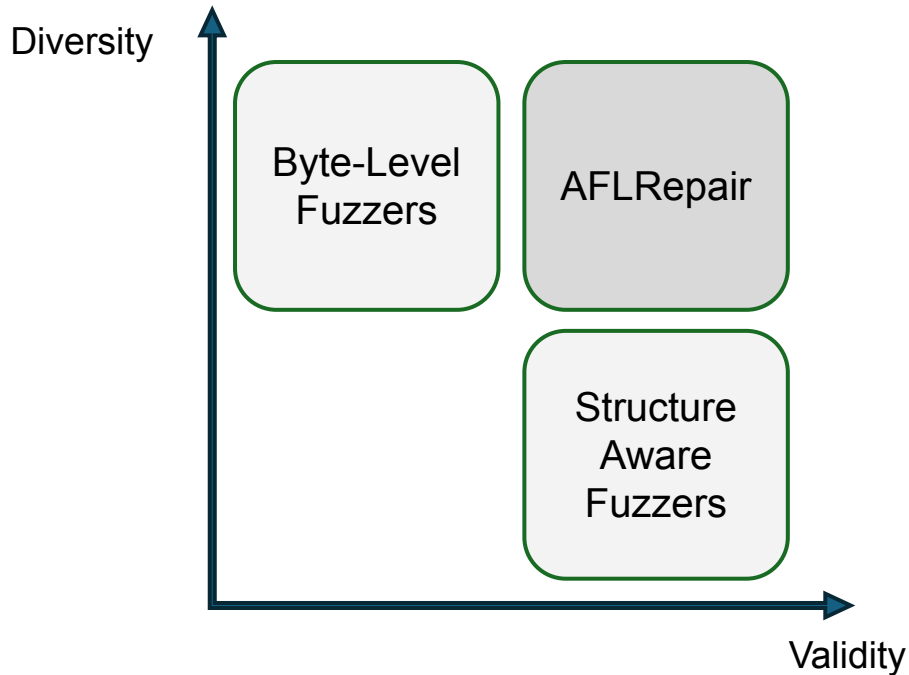 Diversity
Byte-Level
Fuzzers
AFLRepair
Structure
Aware
Fuzzers
Validity